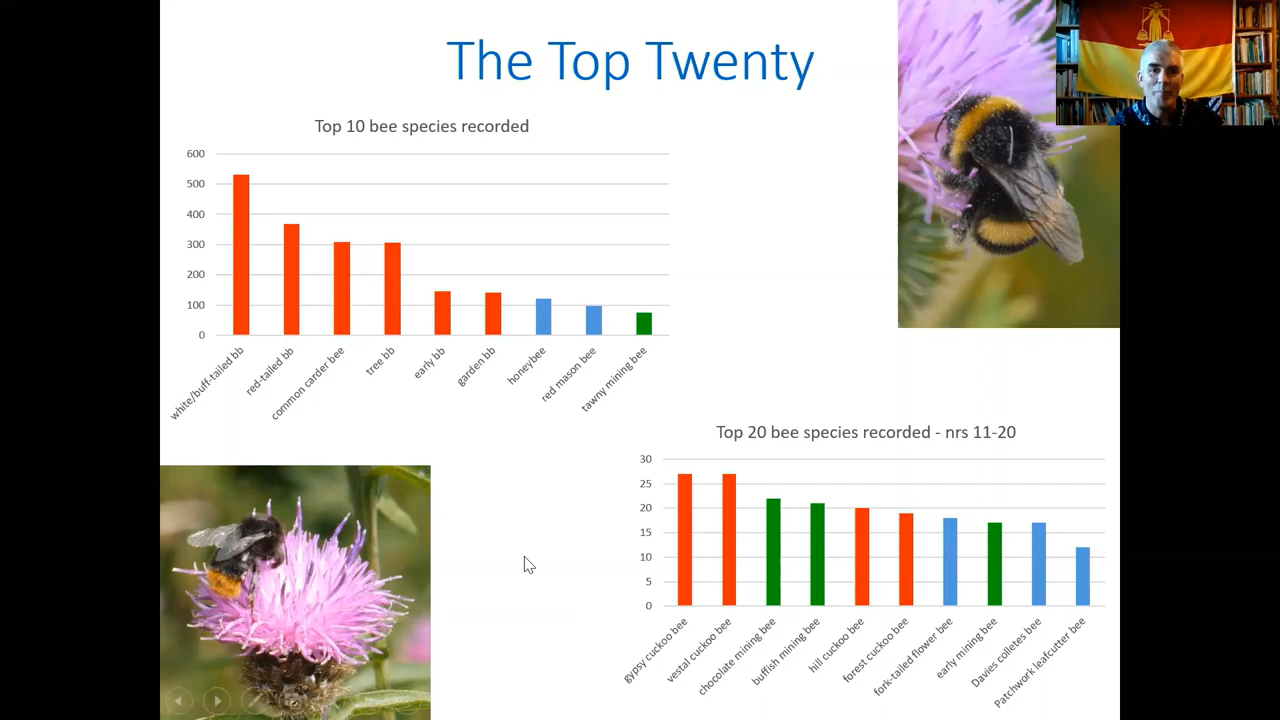 The Top Twenty
Top 10 bee species recorded
600
500
400
300
200
100
0
white/buff-tailed bb
red-tailed bb
common carder bee
tree bb
early bb
garden bb
honeybee
red mason bee
tawny mining bee
Top 20 bee species recorded - nrs 11-20
30
25
20
15
10
5
0
gypsy cuckoo bee
vestal cuckoo bee
chocolate mining bee
buffish mining bee
hill cuckoo bee
forest cuckoo bee
fork-tailed flower bee
early mining bee
Davies colletes bee
Patchwork leafcutter bee